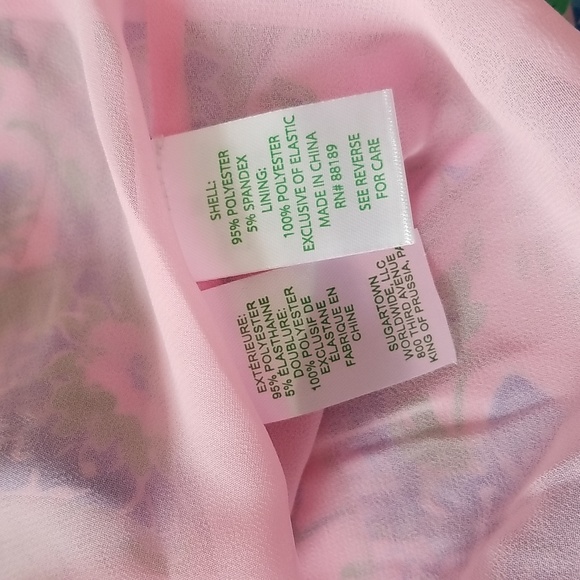 SHELL:
95% POLYESTER
5% SPANDEX
LINING:
100% POLYESTER
EXCLUSIVE OF ELASTIC
MADE IN CHINA
RN# 88189
SEE REVERSE
FOR CARE
EXTÉRIEURE:
95% POLYESTER
5% ÉLASTHANNE
DOUBLURE:
100% POLYESTER
EXCLUSIF DE
ÉLASTANE
FABRIQUE EN
CHINE
SUGARTOWN
WORLDWIDE, LLC
800 THIRD AVENUE
KING OF PRUSSIA, PA